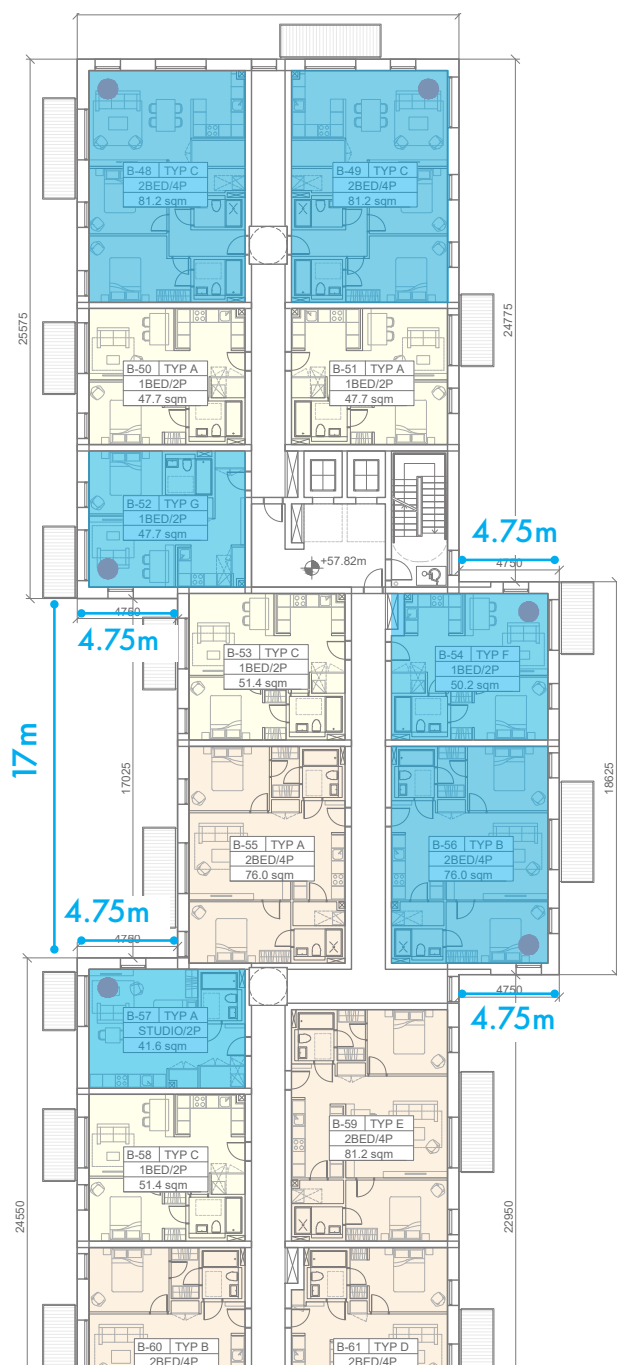 B-48 TYP C
2BED/4P
81.2 sqm
B-49 TYP C
2BED/4P
81.2 sqm
25575
24775
B-50 TYP A
1BED/2P
47.7 sqm
B-51 TYP A
1BED/2P
47.7 sqm
B-52 TYP G
1BED/2P
47.7 sqm
+57.82m
4.75m
4750
4750
4.75m
B-53 TYP C
1BED/2P
51.4 sqm
B-54 TYP F
1BED/2P
50.2 sqm
17m
17025
18625
B-55 TYP A
2BED/4P
76.0 sqm
B-56 TYP B
2BED/4P
76.0 sqm
4.75m
4750
4750
4.75m
B-57 TYP A
STUDIO/2P
41.6 sqm
B-59 TYP E
2BED/4P
81.2 sqm
B-58 TYP C
1BED/2P
51.4 sqm
24550
22950
B-60 TYP B
2BED/4P
B-61 TYP D
2BED/4P